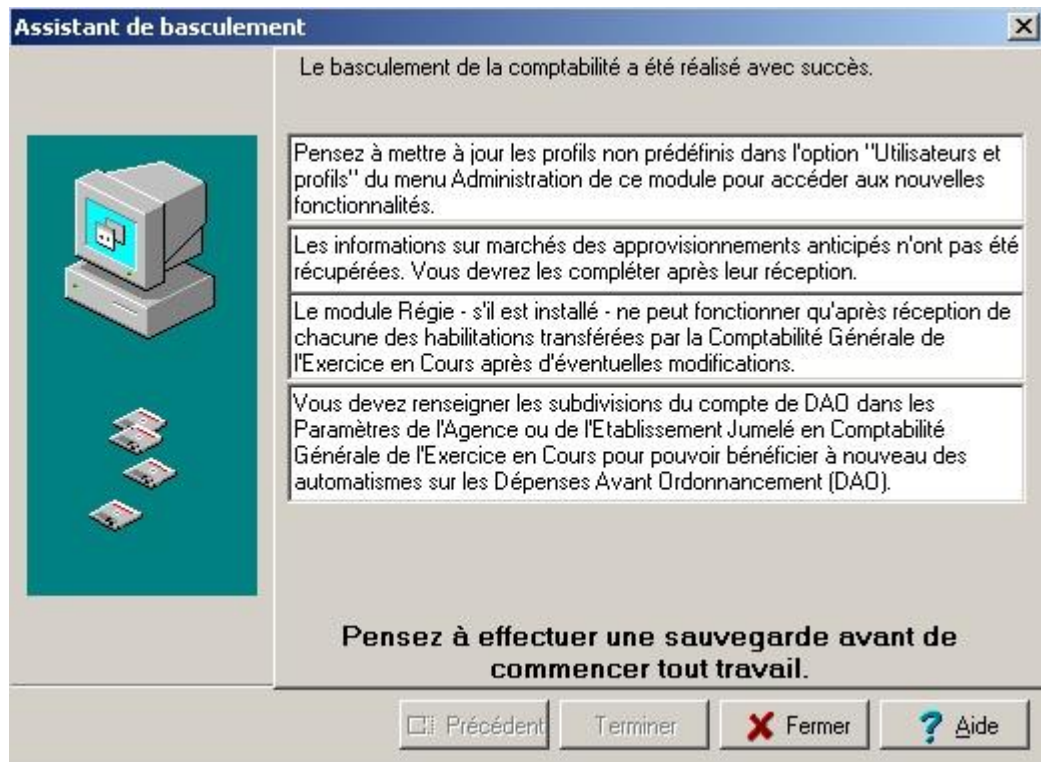 Assistant de basculement
Le basculement de la comptabilité a été réalisé avec succès.
Pensez à mettre à jour les profils non prédéfinis dans l'option "Utilisateurs et
profils" du menu Administration de ce module pour accéder aux nouvelles
fonctionnalités.
Les informations sur marchés des approvisionnements anticipés n'ont pas été
récupérées. Vous devrez les compléter après leur réception.
Le module Régie - s'il est installé - ne peut fonctionner qu'après réception de
chacune des habilitations transférées par la Comptabilité Générale de
l'Exercice en Cours après d'éventuelles modifications.
Vous devez renseigner les subdivisions du compte de DAO dans les
Paramètres de l'Agence ou de l'Etablissement Jumelé en Comptabilité
Générale de l'Exercice en Cours pour pouvoir bénéficier à nouveau des
automatismes sur les Dépenses Avant Ordonnancement (DAO).
Pensez à effectuer une sauvegarde avant de
commencer tout travail.
Précédent Terminer Fermer Aide